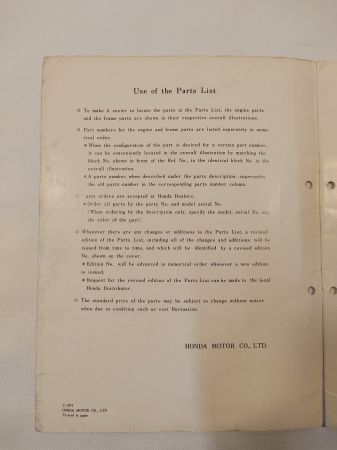 Use of the Parts List
○ To make it easier to locate the parts in the Parts List, the engine parts
and the frame parts are shown in their respective overall illustrations.
○ Part numbers for the engine and frame parts are listed separately in nume-
rical order.
* When the configuration of the part is desired for a certain part number,
it can be conveniently located in the overall illustration by matching the
block No. shown in front of the Ref. No., to the identical block No. in the
overall illustration.
* A parts number, when described under the parts description, supersedes
the old parts number in the corresponding parts number column.
○ Parts orders are accepted at Honda Dealers.
* Order all parts by the parts No. and model serial No.
(When ordering by the description only, specify the model, serial No. and
the color of the part).
○ Whenever there are any changes or additions to the Parts List, a revised
edition of the Parts List, including all of the changes and additions, will be
issued from time to time, and which will be identified by a revised edition
No. shown on the cover.
* Edition No. will be advanced in numerical order whenever a new edition
is issued.
* Request for the revised edition of the Parts List can be made to the local
Honda Distributor.
○ The standard price of the parts may be subject to change without notice
when due to condition such as cost fluctuation.
HONDA MOTOR CO., LTD.
HONDA MOTOR CO., LTD
Printed in Japan